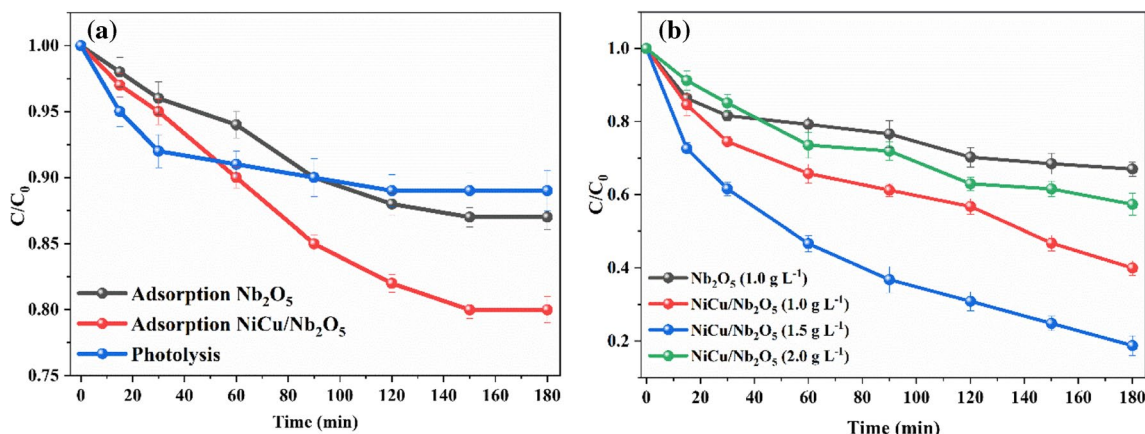 (a)
C/C₀
1.00
0.95
0.90
0.85
0.80
0.75
Adsorption Nb₂O₅
Adsorption NiCu/Nb₂O₅
Photolysis
0 20 40 60 80 100 120 140 160 180
Time (min)
(b)
C/C₀
1.0
0.8
0.6
0.4
0.2
Nb₂O₅ (1.0 g L⁻¹)
NiCu/Nb₂O₅ (1.0 g L⁻¹)
NiCu/Nb₂O₅ (1.5 g L⁻¹)
NiCu/Nb₂O₅ (2.0 g L⁻¹)
0 20 40 60 80 100 120 140 160 180
Time (min)